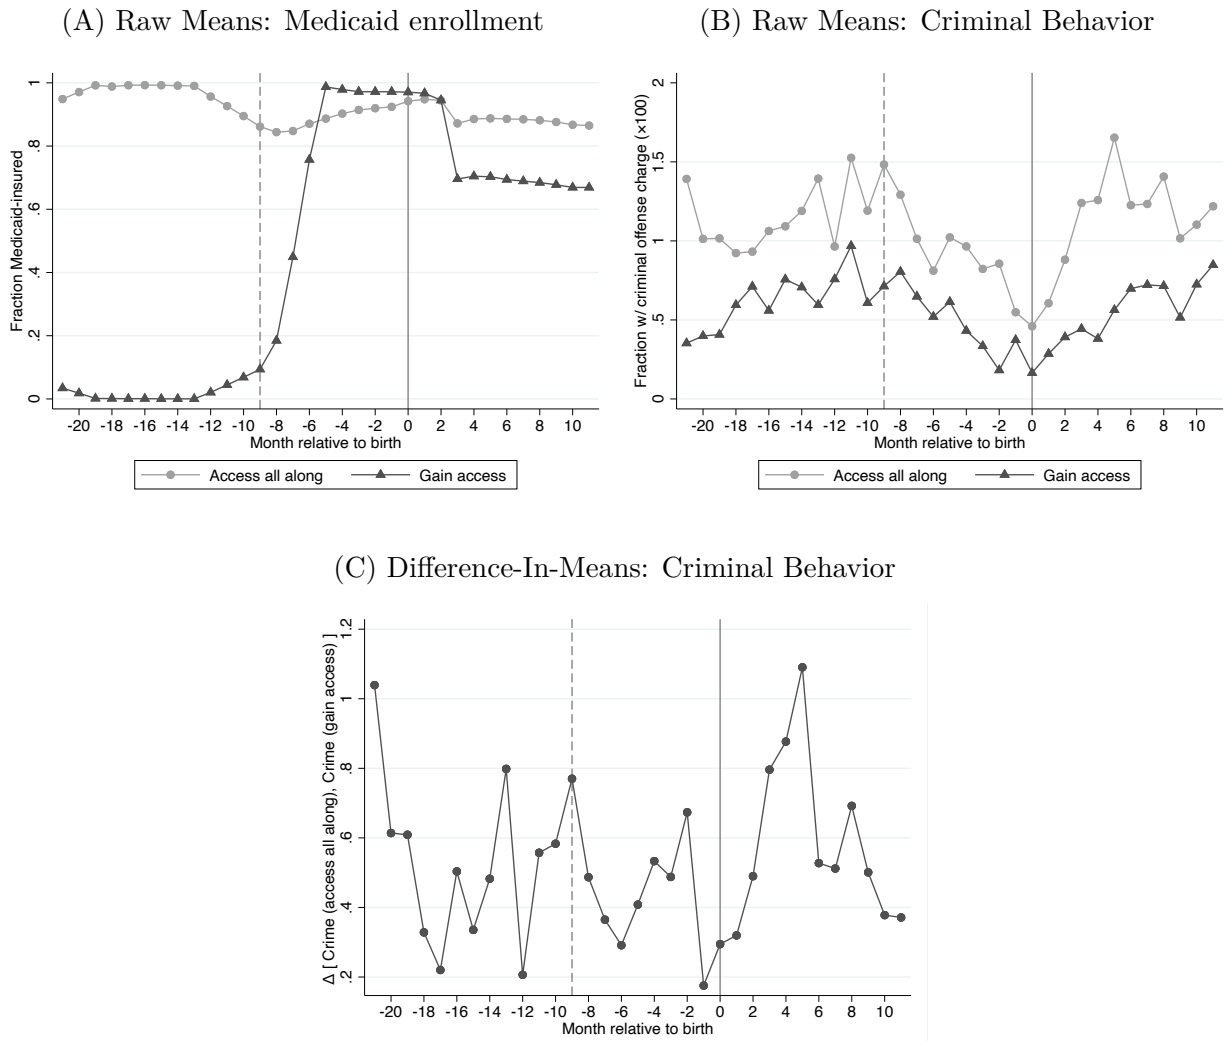 (A) Raw Means: Medicaid enrollment
Fraction Medicaid-insured
1
.8
.6
.4
.2
0
-20 -18 -16 -14 -12 -10 -8 -6 -4 -2 0 2 4 6 8 10
Month relative to birth
Access all along Gain access
(B) Raw Means: Criminal Behavior
Fraction w/ criminal offense charge (×100)
2
1.5
1
.5
0
-20 -18 -16 -14 -12 -10 -8 -6 -4 -2 0 2 4 6 8 10
Month relative to birth
Access all along Gain access
(C) Difference-In-Means: Criminal Behavior
Δ [ Crime (access all along), Crime (gain access) ]
1.2
1
.8
.6
.4
.2
-20 -18 -16 -14 -12 -10 -8 -6 -4 -2 0 2 4 6 8 10
Month relative to birth